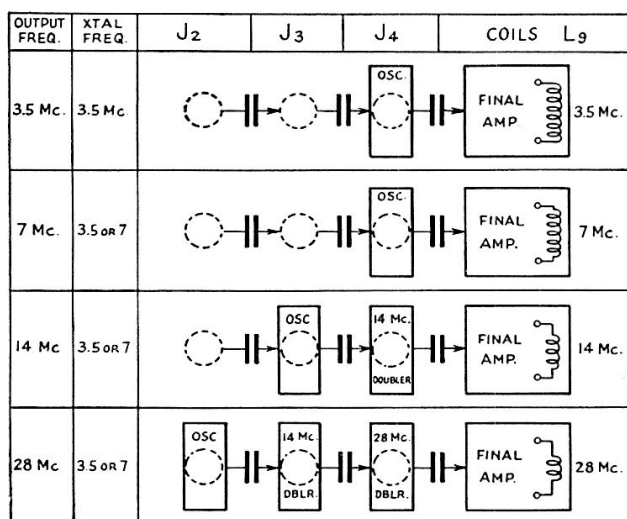 OUTPUT FREQ. XTAL FREQ. J2 J3 J4 COILS L9
OSC.
3.5 Mc. 3.5 Mc. FINAL AMP. 3.5 Mc.
OSC.
7 Mc. 3.5 OR 7 FINAL AMP. 7 Mc.
OSC 14 Mc.
14 Mc 3.5 OR 7 FINAL AMP. 14 Mc.
DOUBLER
OSC 14 Mc. 28 Mc.
28 Mc 3.5 OR 7 FINAL AMP. 28 Mc.
DBLR. DBLR.